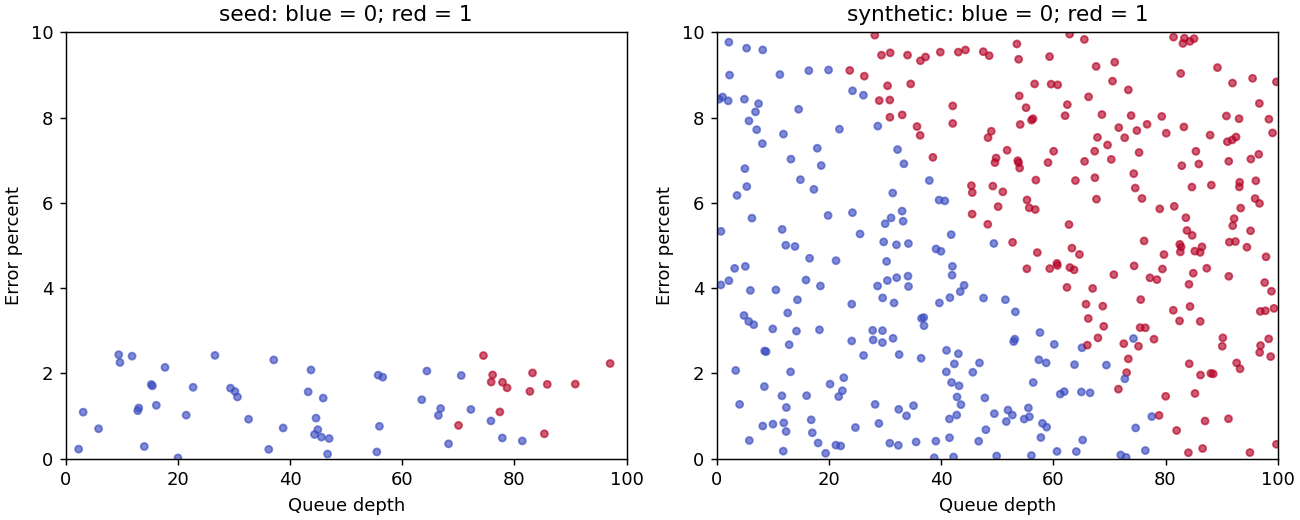 seed: blue = 0; red = 1
10
8
6
4
2
0
Error percent
0 20 40 60 80 100
Queue depth
synthetic: blue = 0; red = 1
10
8
6
4
2
0
Error percent
0 20 40 60 80 100
Queue depth